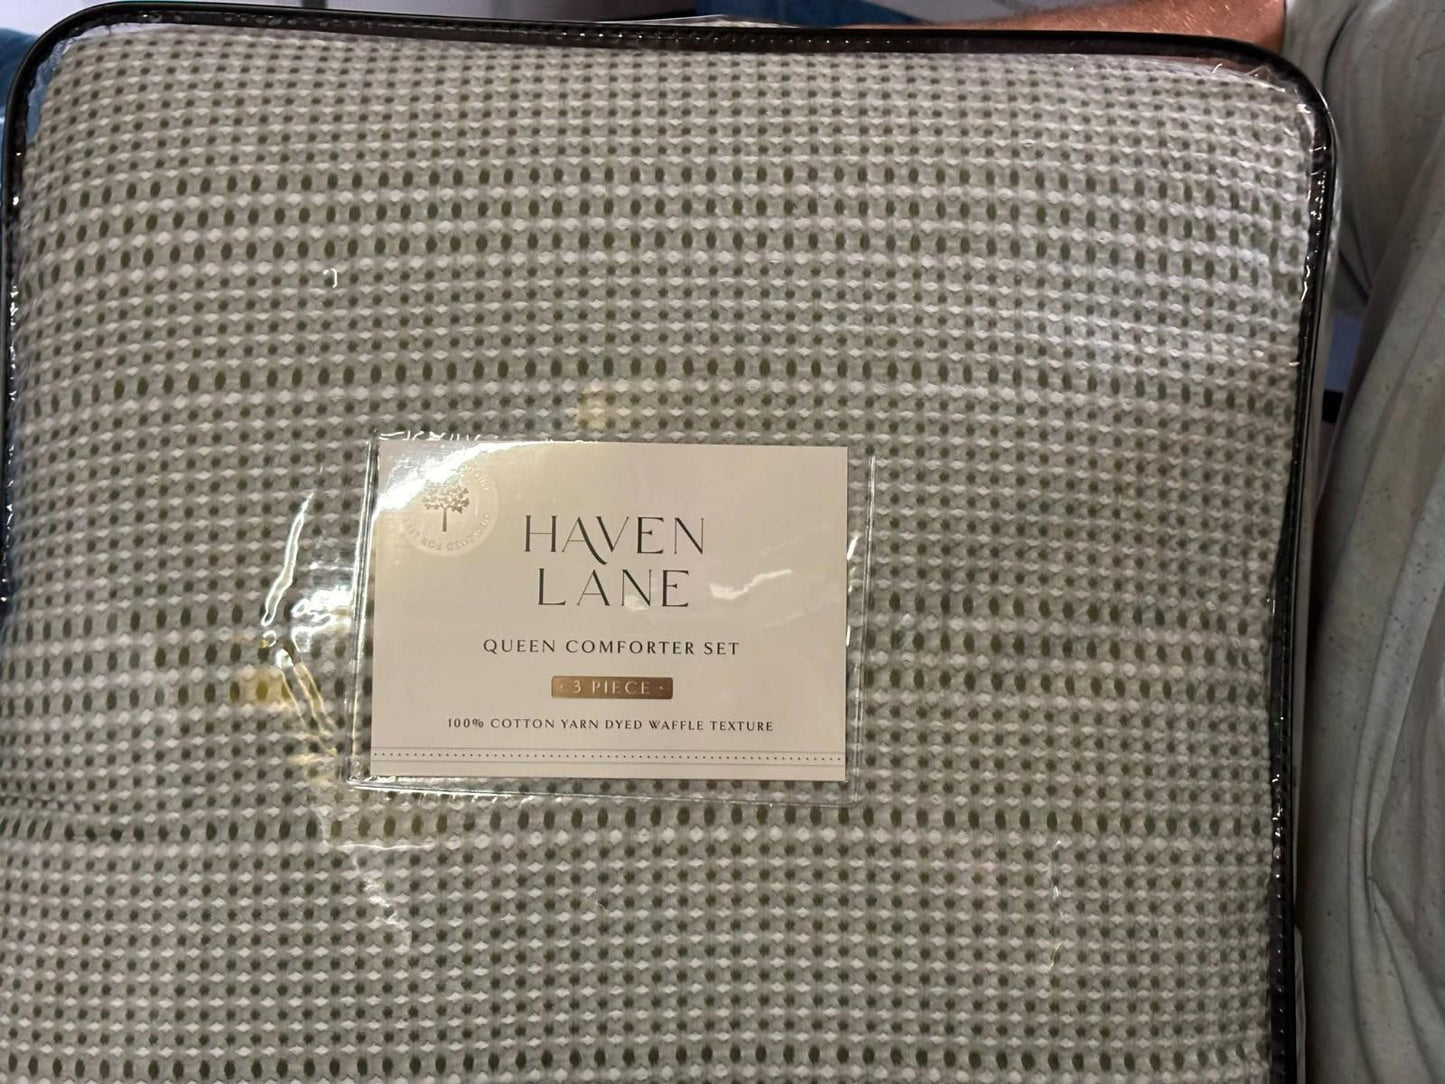 HAVEN
LANE
QUEEN COMFORTER SET
· 3 PIECE ·
100% COTTON YARN DYED WAFFLE TEXTURE